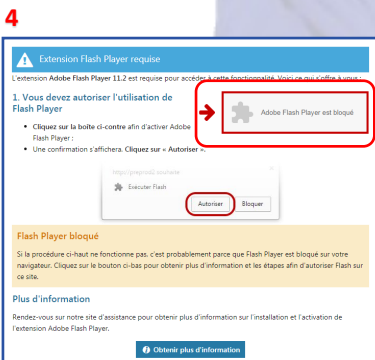 4
Extension Flash Player requise
L'extension Adobe Flash Player 11.2 est requise pour accéder à cette fonctionnalité. Voici ce qui s'offre à vous :
1. Vous devez autoriser l'utilisation de
Flash Player
• Cliquez sur la boîte ci-contre afin d'activer Adobe
Flash Player ;
• Une confirmation s'affichera. Cliquez sur « Autoriser ».
Adobe Flash Player est bloqué
Exécuter Flash
Autoriser
Bloquer
Flash Player bloqué
Si la procédure ci-haut ne fonctionne pas, c'est probablement parce que Flash Player est bloqué sur votre
navigateur. Cliquez sur le bouton ci-bas pour obtenir plus d'information et les étapes afin d'autoriser Flash sur
ce site.
Plus d'information
Rendez-vous sur notre site d'assistance pour obtenir plus d'information sur l'installation et l'activation de
l'extension Adobe Flash Player.
Obtenir plus d'information